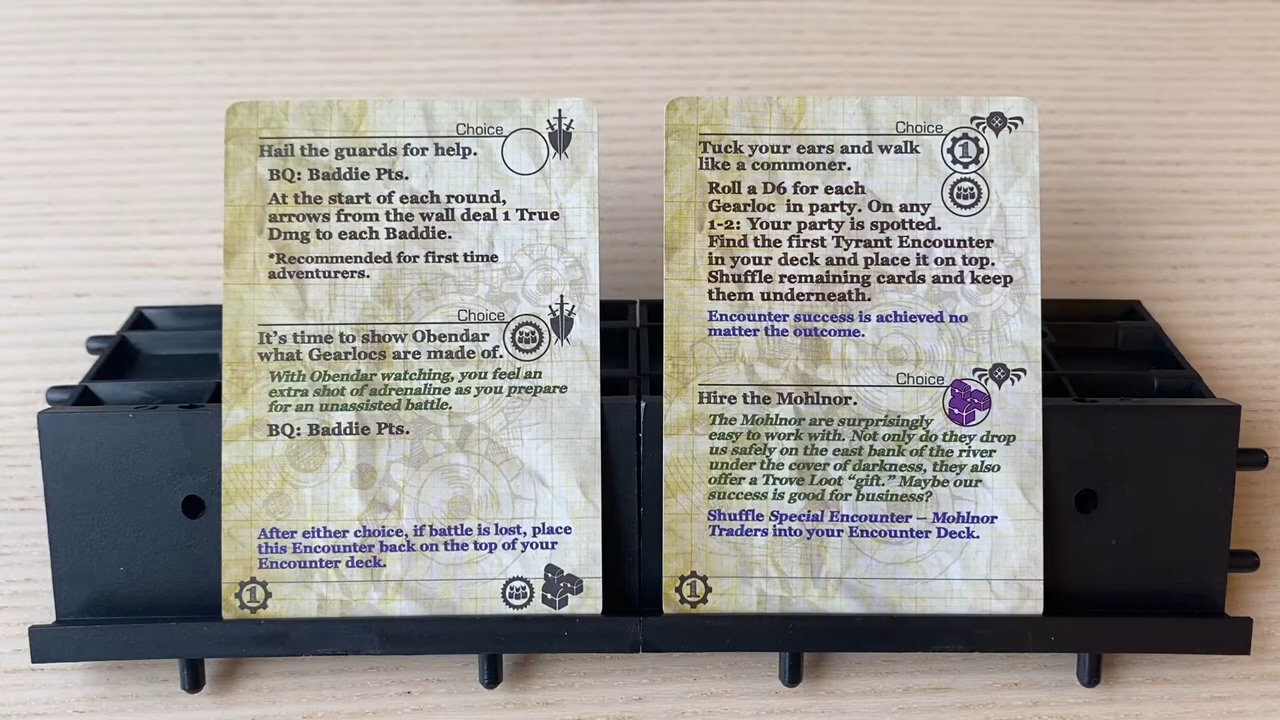 Choice
Hail the guards for help.
BQ: Baddie Pts.
At the start of each round,
arrows from the wall deal 1 True
Dmg to each Baddie.
*Recommended for first time
adventurers.
Choice
It's time to show Obendar
what Gearlocs are made of.
With Obendar watching, you feel an
extra shot of adrenaline as you prepare
for an unassisted battle.
BQ: Baddie Pts.
After either choice, if battle is lost, place
this Encounter back on the top of your
Encounter deck.
1
Choice
1
Tuck your ears and walk
like a commoner.
Roll a D6 for each
Gearloc in party. On any
1-2: Your party is spotted.
Find the first Tyrant Encounter
in your deck and place it on top.
Shuffle remaining cards and keep
them underneath.
Encounter success is achieved no
matter the outcome.
Choice
Hire the Mohlnor.
The Mohlnor are surprisingly
easy to work with. Not only do they drop
us safely on the east bank of the river
under the cover of darkness, they also
offer a Trove Loot “gift.” Maybe our
success is good for business?
Shuffle Special Encounter – Mohlnor
Traders into your Encounter Deck.
1